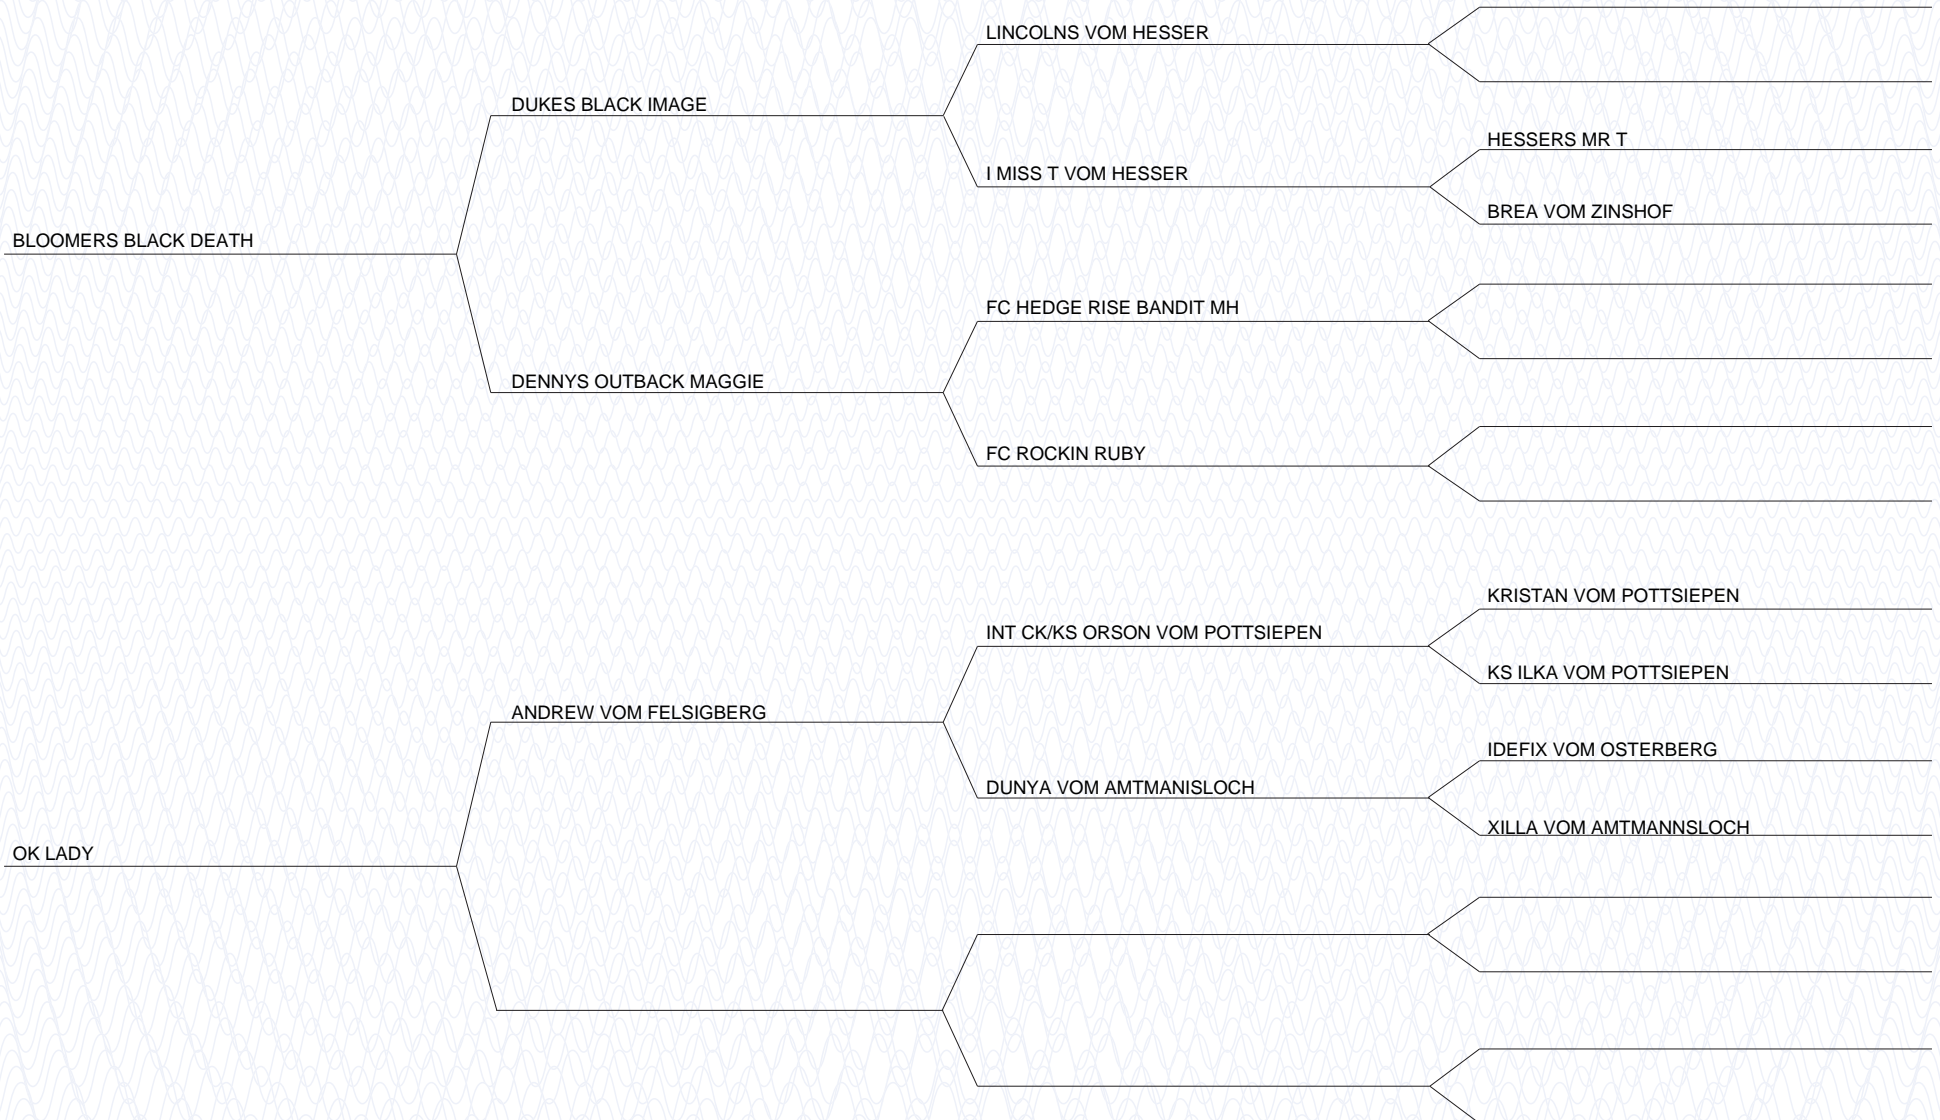 LINCOLNS VOM HESSER
DUKES BLACK IMAGE
HESSERS MR T
I MISS T VOM HESSER
BREA VOM ZINSHOF
BLOOMERS BLACK DEATH
FC HEDGE RISE BANDIT MH
DENNYS OUTBACK MAGGIE
FC ROCKIN RUBY
KRISTAN VOM POTTSIEPEN
INT CK/KS ORSON VOM POTTSIEPEN
KS ILKA VOM POTTSIEPEN
ANDREW VOM FELSIGBERG
IDEFIX VOM OSTERBERG
DUNYA VOM AMTMANISLOCH
XILLA VOM AMTMANNSLOCH
OK LADY